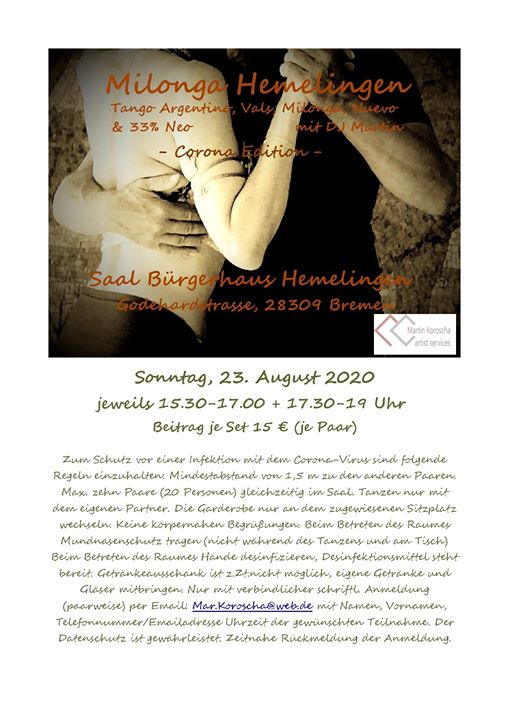 Milonga Hemelingen
Tango Argentino, Vals, Milonga, Nuevo
& 33% Neo mit DJ Martin
- Corona Edition -
Saal Bürgerhaus Hemelingen
Godehardstrasse, 28309 Bremen
Martin Koroscha
artist services
Sonntag, 23. August 2020
jeweils 15.30-17.00 + 17.30-19 Uhr
Beitrag je Set 15 € (je Paar)
Zum Schutz vor einer Infektion mit dem Corona-Virus sind folgende
Regeln einzuhalten: Mindestabstand von 1,5 m zu den anderen Paaren.
Max. zehn Paare (20 Personen) gleichzeitig im Saal. Tanzen nur mit
dem eigenen Partner. Die Garderobe nur an dem zugewiesenen Sitzplatz
wechseln. Keine körpernahen Begrüßungen. Beim Betreten des Raumes
Mundnasenschutz tragen (nicht während des Tanzens und am Tisch)
Beim Betreten des Raumes Hände desinfizieren, Desinfektionsmittel steht
bereit. Getränkeausschank ist z.Zt.nicht möglich, eigene Getränke und
Gläser mitbringen. Nur mit verbindlicher schriftl. Anmeldung
(paarweise) per Email: Mar.Koroscha@web.de mit Namen, Vornamen,
Telefonnummer/Emailadresse Uhrzeit der gewünschten Teilnahme. Der
Datenschutz ist gewährleistet. Zeitnahe Rückmeldung der Anmeldung.